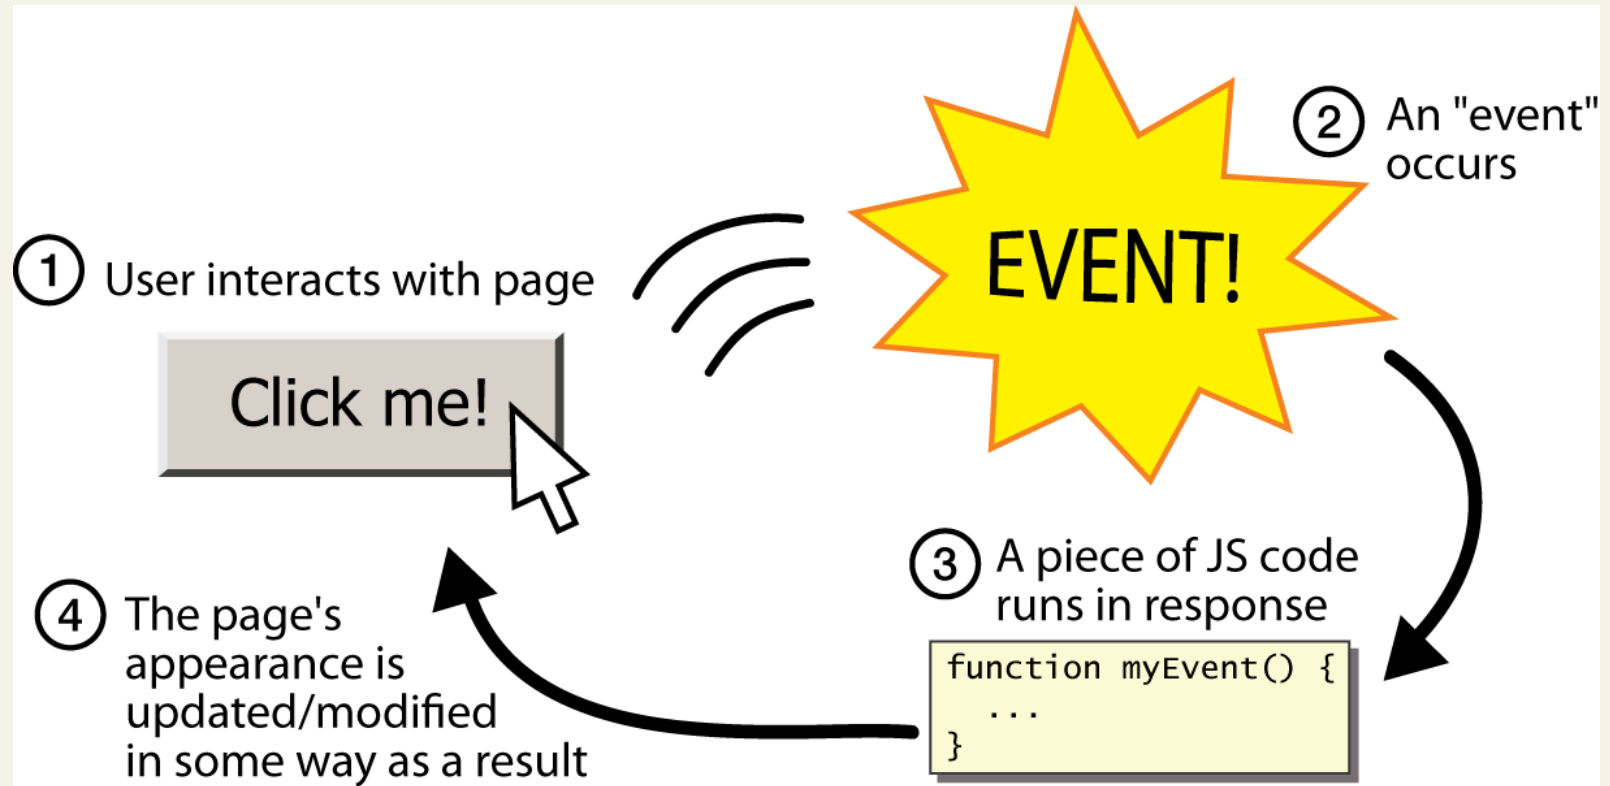 1 User interacts with page
Click me!
EVENT!
2 An "event"
occurs
3 A piece of JS code
runs in response
function myEvent() {
...
}
4 The page's
appearance is
updated/modified
in some way as a result